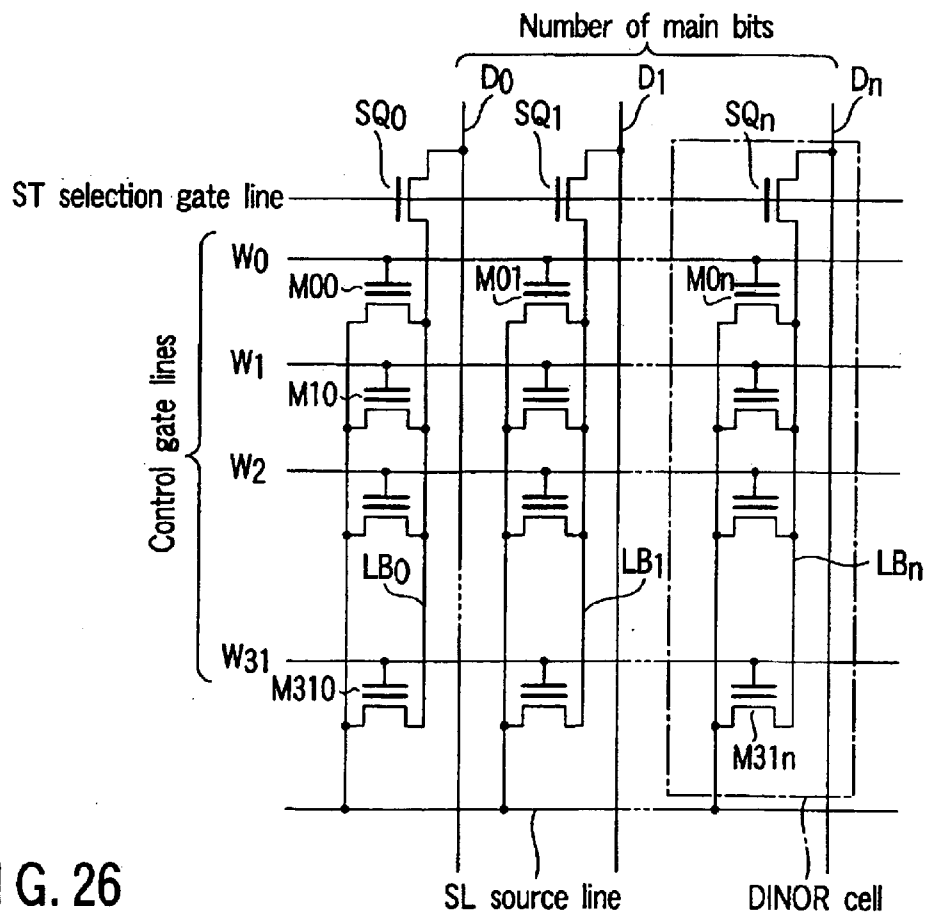 Number of main bits
D0 D1 Dn
SQ0 SQ1 SQn
ST selection gate line
W0
M00 M01 M0n
W1
M10
Control gate lines
W2
LB0 LB1 LBn
W31
M310
M31n
SL source line DINOR cell
IG. 26